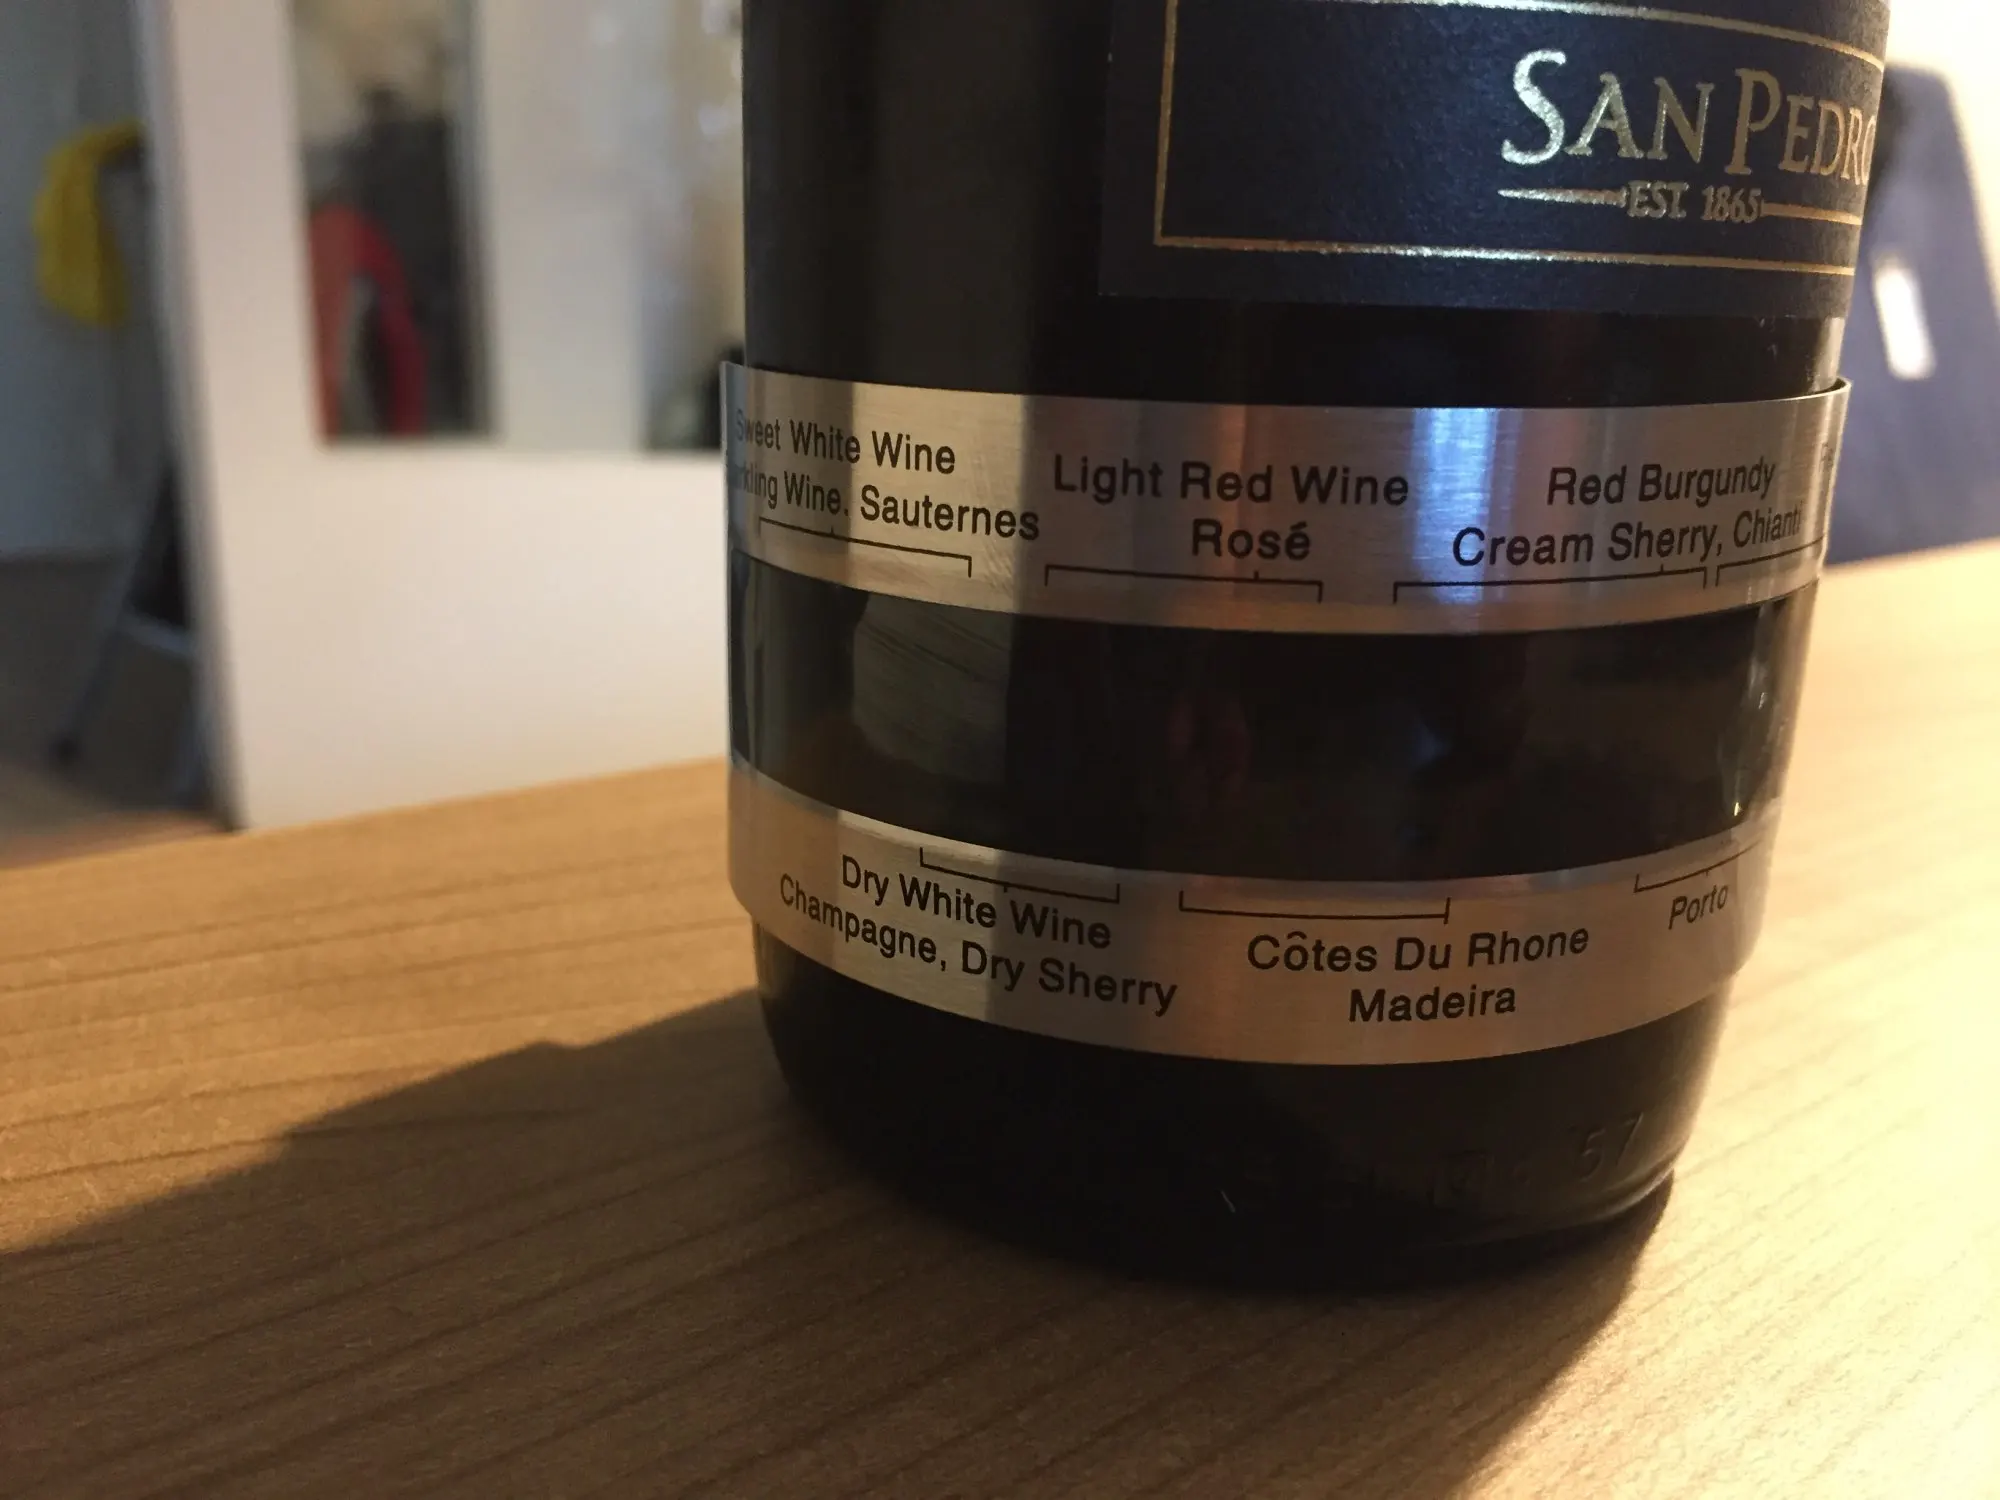 SAN PEDRO
EST. 1865
Sweet White Wine
Wine. Sauternes
Light Red Wine
Rosé
Red Burgundy
Cream Sherry, Chianti
Dry White Wine
Champagne, Dry Sherry
Côtes Du Rhone
Madeira
Porto
57